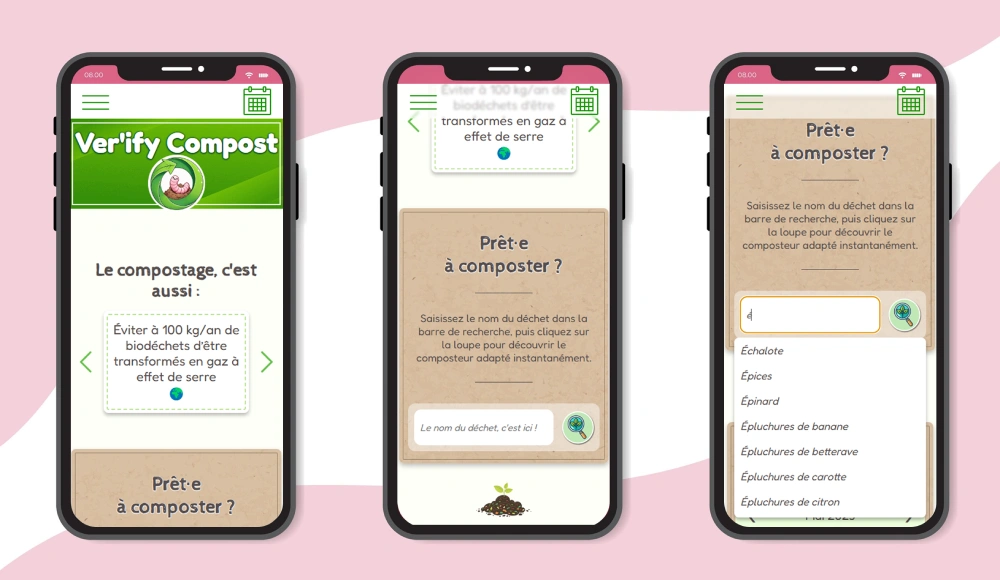 08.00
Ver'ify Compost
Le compostage, c'est
aussi :
Éviter à 100 kg/an de
biodéchets d'être
transformés en gaz à
effet de serre
Prêt·e
à composter ?
Éviter à 100 kg/an de
biodéchets d'être
transformés en gaz à
effet de serre
Prêt·e
à composter ?
Saisissez le nom du déchet dans la
barre de recherche, puis cliquez sur
la loupe pour découvrir le
composteur adapté instantanément.
Le nom du déchet, c'est ici !
08.00
Prêt·e
à composter ?
Saisissez le nom du déchet dans la
barre de recherche, puis cliquez sur
la loupe pour découvrir le
composteur adapté instantanément.
é
Échalote
Épices
Épinard
Épluchures de banane
Épluchures de betterave
Épluchures de carotte
Épluchures de citron